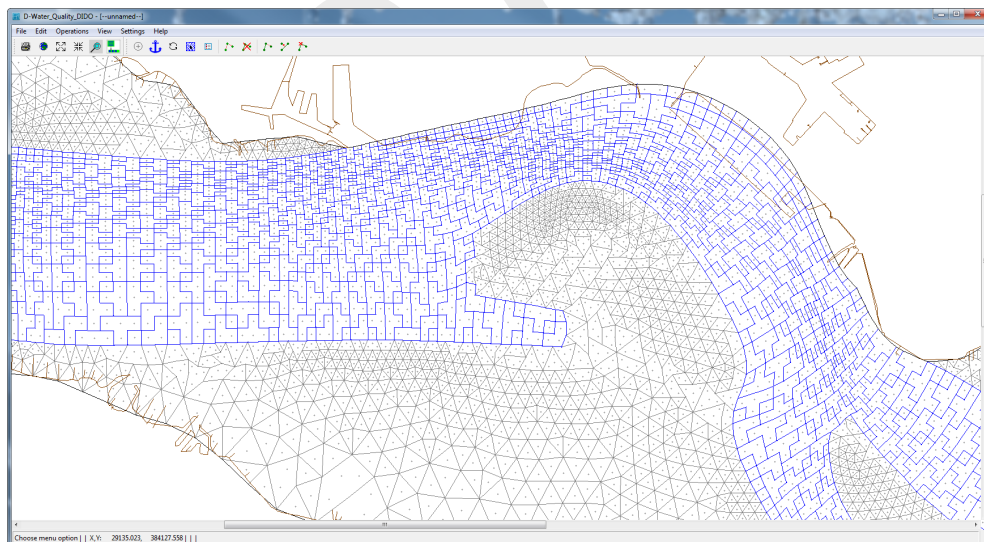 D-Water_Quality_DIDO - [--unnamed--]
File Edit Operations View Settings Help
Choose menu option | | X,Y: 29135.023, 384127.558 | | |